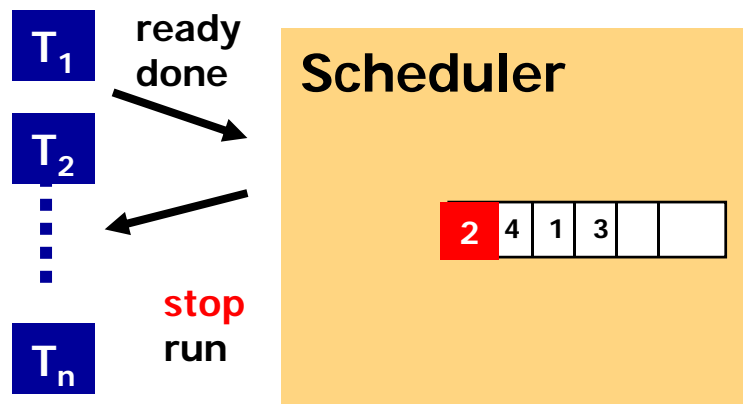 T₁
ready
done
Scheduler
T₂
2 4 1 3
stop
run
Tₙ